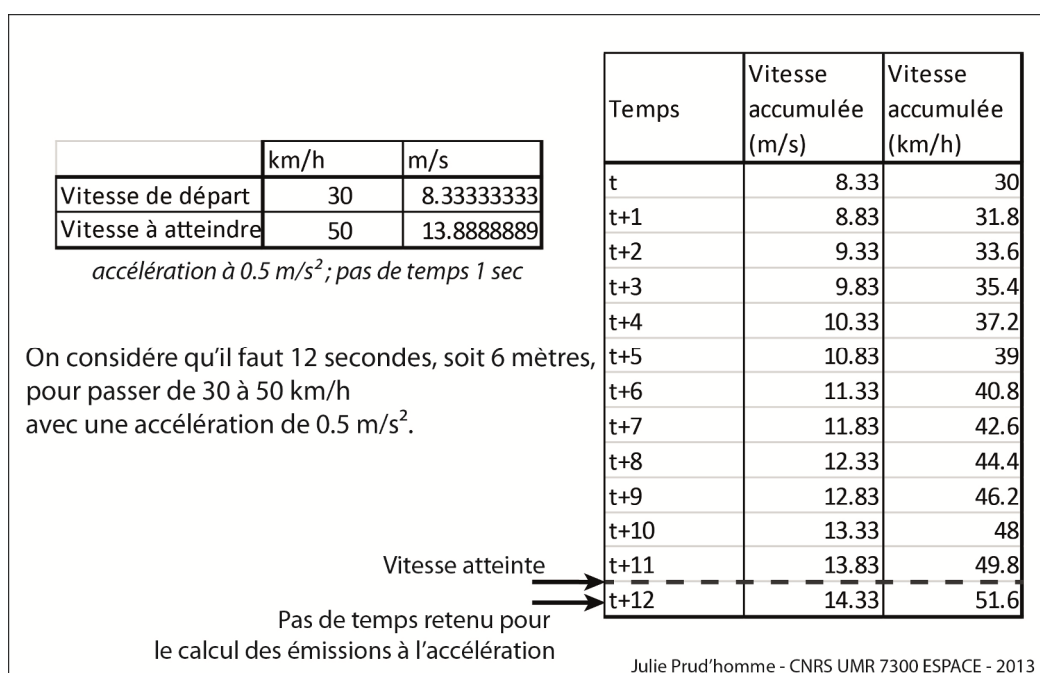 km/h m/s
Vitesse de départ 30 8.33333333
Vitesse à atteindre 50 13.8888889
accélération à 0.5 m/s² ; pas de temps 1 sec
On considére qu'il faut 12 secondes, soit 6 mètres,
pour passer de 30 à 50 km/h
avec une accélération de 0.5 m/s².
Temps Vitesse accumulée (m/s) Vitesse accumulée (km/h)
t 8.33 30
t+1 8.83 31.8
t+2 9.33 33.6
t+3 9.83 35.4
t+4 10.33 37.2
t+5 10.83 39
t+6 11.33 40.8
t+7 11.83 42.6
t+8 12.33 44.4
t+9 12.83 46.2
t+10 13.33 48
t+11 13.83 49.8
t+12 14.33 51.6
Vitesse atteinte
Pas de temps retenu pour
le calcul des émissions à l'accélération
Julie Prud'homme - CNRS UMR 7300 ESPACE - 2013